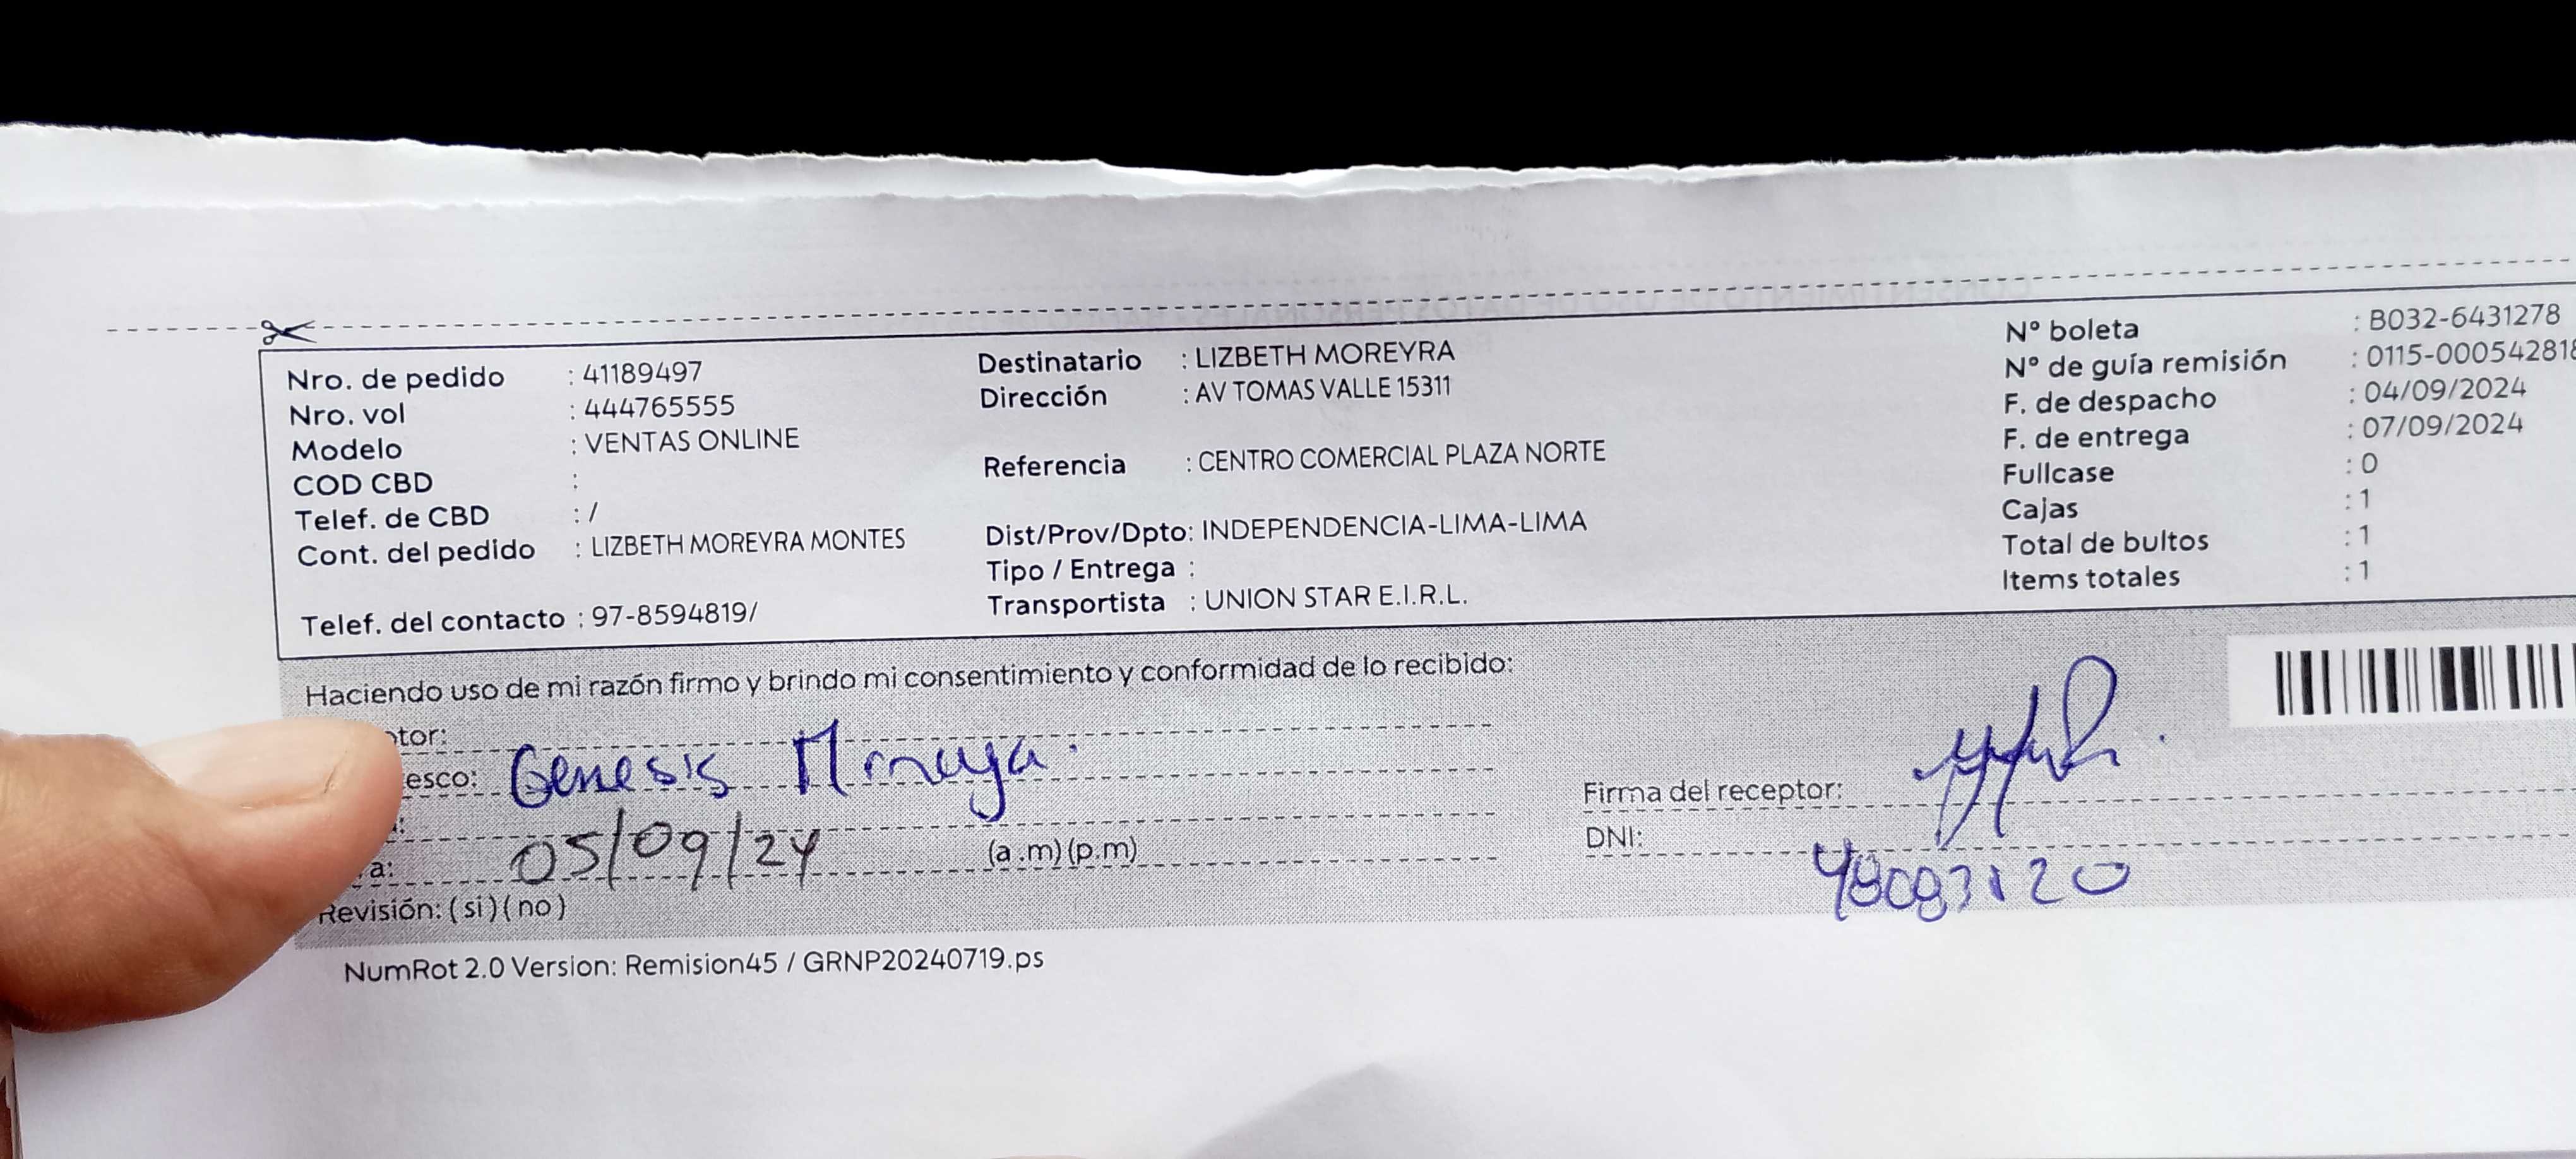 Nro. de pedido : 41189497
Nro. vol : 444765555
Modelo : VENTAS ONLINE
COD CBD :
Telef. de CBD : /
Cont. del pedido : LIZBETH MOREYRA MONTES
Telef. del contacto : 97-8594819/
Destinatario : LIZBETH MOREYRA
Dirección : AV TOMAS VALLE 15311
Referencia : CENTRO COMERCIAL PLAZA NORTE
Dist/Prov/Dpto: INDEPENDENCIA-LIMA-LIMA
Tipo / Entrega :
Transportista : UNION STAR E.I.R.L.
Nº boleta : B032-6431278
Nº de guía remisión : 0115-000542818
F. de despacho : 04/09/2024
F. de entrega : 07/09/2024
Fullcase : 0
Cajas : 1
Total de bultos : 1
Items totales : 1
Haciendo uso de mi razón firmo y brindo mi consentimiento y conformidad de lo recibido:
tor:
esco: Genesis
a: 05/09/24 (a .m) (p.m)
Revisión: ( si ) ( no )
Firma del receptor:
DNI:
NumRot 2.0 Version: Remision45 / GRNP20240719.ps